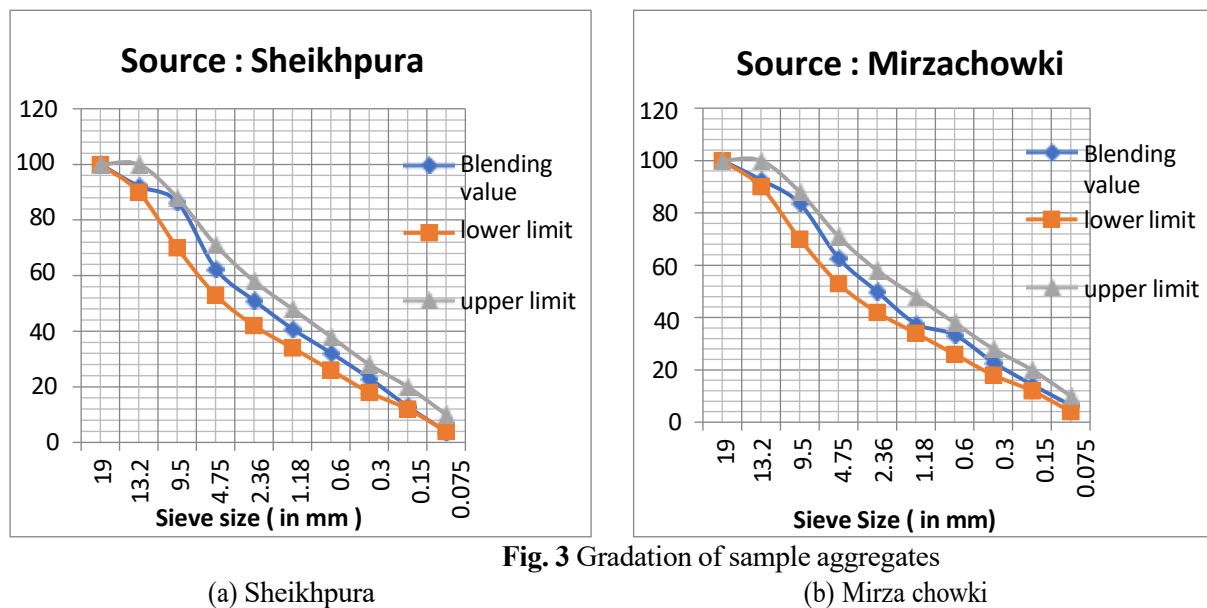 Source : Sheikhpura
120
100
80
60
40
20
0
19
13.2
9.5
4.75
2.36
1.18
0.6
0.3
0.15
0.075
Sieve size ( in mm )
Blending
value
lower limit
upper limit
Source : Mirzachowki
120
100
80
60
40
20
0
19
13.2
9.5
4.75
2.36
1.18
0.6
0.3
0.15
0.075
Sieve Size ( in mm)
Blending
value
lower limit
upper limit
Fig. 3 Gradation of sample aggregates
(a) Sheikhpura
(b) Mirza chowki